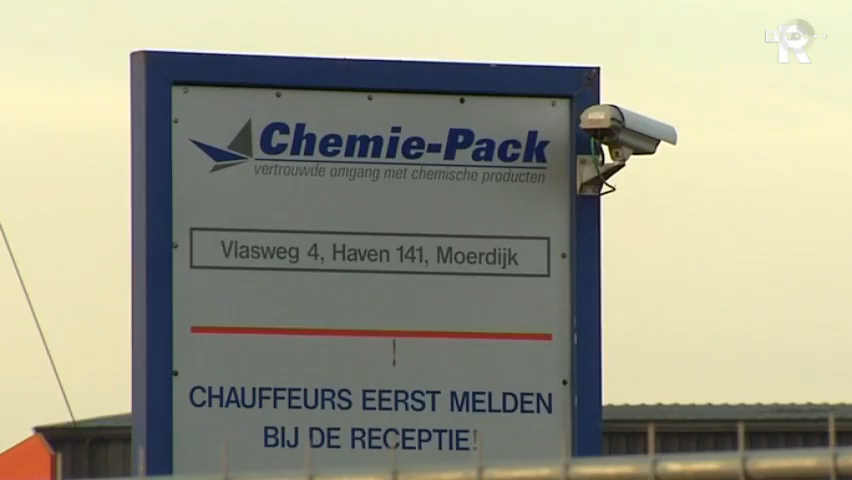 Chemie-Pack
vertrouwde omgang met chemische producten
Vlasweg 4, Haven 141, Moerdijk
CHAUFFEURS EERST MELDEN
BIJ DE RECEPTIE!